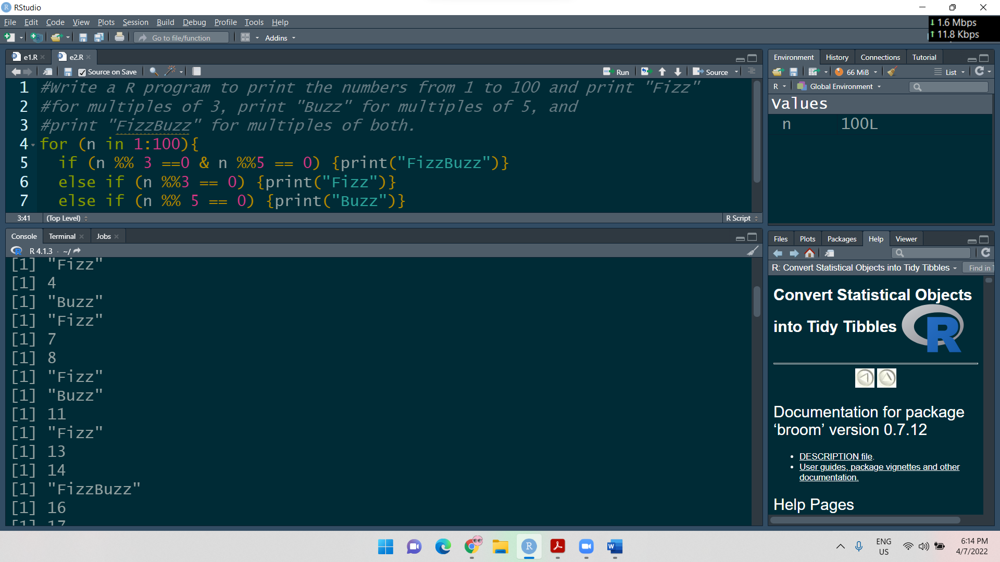 RStudio
File Edit Code View Plots Session Build Debug Profile Tools Help
1.6 Mbps
11.8 Kbps
Go to file/function Addins
e1.R e2.R
Source on Save Run Source
1 #Write a R program to print the numbers from 1 to 100 and print "Fizz"
2 #for multiples of 3, print "Buzz" for multiples of 5, and
3 #print "FizzBuzz" for multiples of both.
4 for (n in 1:100){
5 if (n %% 3 ==0 & n %%5 == 0) {print("FizzBuzz")}
6 else if (n %%3 == 0) {print("Fizz")}
7 else if (n %% 5 == 0) {print("Buzz")}
3:41 (Top Level) R Script
Console Terminal Jobs
R 4.1.3 · ~/
[1] "Fizz"
[1] 4
[1] "Buzz"
[1] "Fizz"
[1] 7
[1] 8
[1] "Fizz"
[1] "Buzz"
[1] 11
[1] "Fizz"
[1] 13
[1] 14
[1] "FizzBuzz"
[1] 16
[1] 17
Environment History Connections Tutorial
66 MiB List
R Global Environment
Values
n 100L
Files Plots Packages Help Viewer
R: Convert Statistical Objects into Tidy Tibbles Find in
Convert Statistical Objects
into Tidy Tibbles R
Documentation for package
‘broom’ version 0.7.12
• DESCRIPTION file.
• User guides, package vignettes and other
documentation.
Help Pages
ENG
US
6:14 PM
4/7/2022